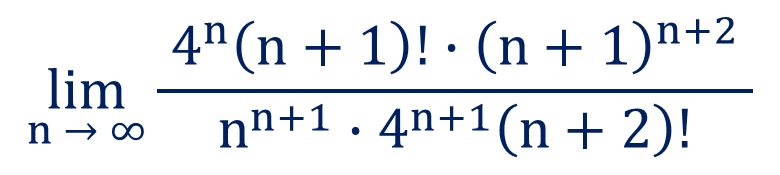 lim n → ∞ 4ⁿ(n + 1)! · (n + 1)ⁿ⁺² / nⁿ⁺¹ · 4ⁿ⁺¹(n + 2)!